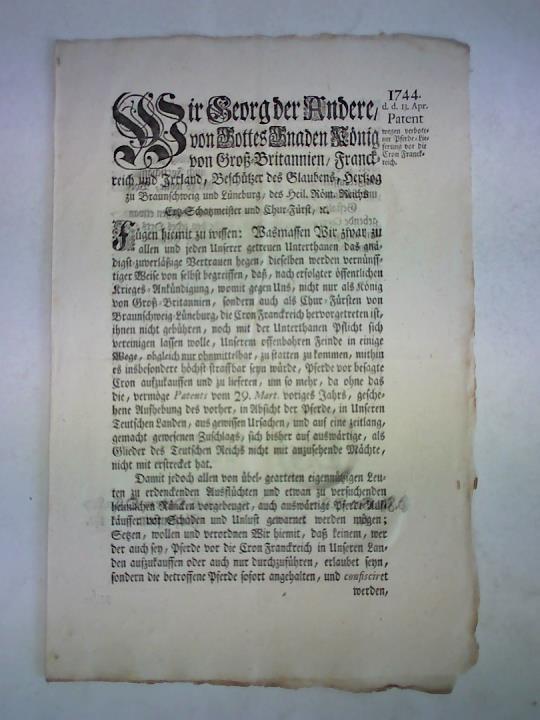 Wir Georg der Andere/
von Gottes Gnaden König
von Groß-Britannien, Franck-
reich und Irrland, Beschützer des Glaubens, Hertzog
zu Braunschweig und Lüneburg, des Heil. Röm. Reichs
Ertz-Schatzmeister und Chur-Fürst, ꝛc.
1744.
d. d. 13. Apr.
Patent
wegen verbote-
ner Pferde-Lie-
ferung vor die
Cron Franck-
reich.
Fügen hiemit zu wissen: Wasmassen Wir zwar zu
allen und jeden Unserer getreuen Unterthanen das gnä-
digst-zuverläßige Vertrauen hegen, dieselben werden vernünff-
tiger Weise von selbst begreiffen, daß, nach erfolgter öffentlichen
Krieges-Ankündigung, womit gegen Uns, nicht nur als König
von Groß-Britannien, sondern auch als Chur-Fürsten von
Braunschweig-Lüneburg, die Cron Franckreich hervorgetreten ist,
ihnen nicht gebühren, noch mit der Unterthanen Pflicht sich
vereinigen lassen wolle, Unserem offenbahren Feinde in einige
Wege, obgleich nur ohnmittelbar, zu statten zu kommen, mithin
es insbesondere höchst straffbar seyn würde, Pferde vor besagte
Cron aufzukauffen und zu liefern, um so mehr, da ohne das
die, vermöge Patents vom 29. Mart. voriges Jahrs, gesche-
hene Aufhebung des vorher, in Absicht der Pferde, in Unseren
Teutschen Landen, aus gewissen Ursachen, und auf eine zeitlang,
gemacht gewesenen Zuschlags, sich bisher auf auswärtige, als
Glieder des Teutschen Reichs nicht mit anzusehende Mächte,
nicht mit erstrecket hat.
Damit jedoch allen von übel-gearteten eigennützigen Leu-
ten zu erdenckenden Ausflüchten und etwan zu versuchenden
heimlichen Räncken vorgebeuget, auch auswärtige Pferde-Auf-
käuffer vor Schaden und Unlust gewarnet werden mögen;
Setzen, wollen und verordnen Wir hiemit, daß keinem, wer
der auch sey, Pferde vor die Cron Franckreich in Unseren Lan-
den aufzukauffen oder auch nur durchzuführen, erlaubet seyn,
sondern die betroffene Pferde sofort angehalten, und confisciret
werden,